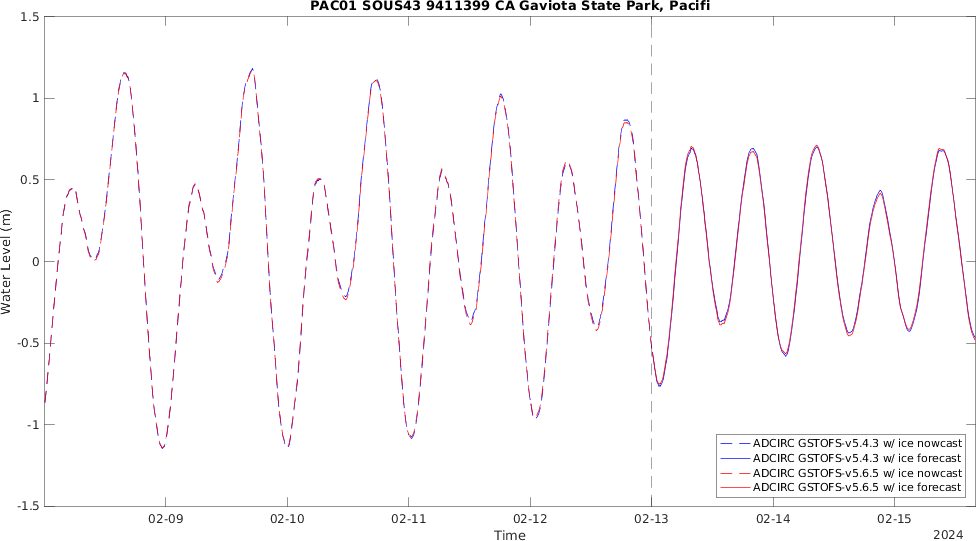 PAC01 SOUS43 9411399 CA Gaviota State Park, Pacifi
1.5
1
0.5
0
-0.5
-1
-1.5
Water Level (m)
02-09
02-10
02-11
02-12
02-13
02-14
02-15
Time
2024
ADCIRC GSTOFS-v5.4.3 w/ ice nowcast
ADCIRC GSTOFS-v5.4.3 w/ ice forecast
ADCIRC GSTOFS-v5.6.5 w/ ice nowcast
ADCIRC GSTOFS-v5.6.5 w/ ice forecast